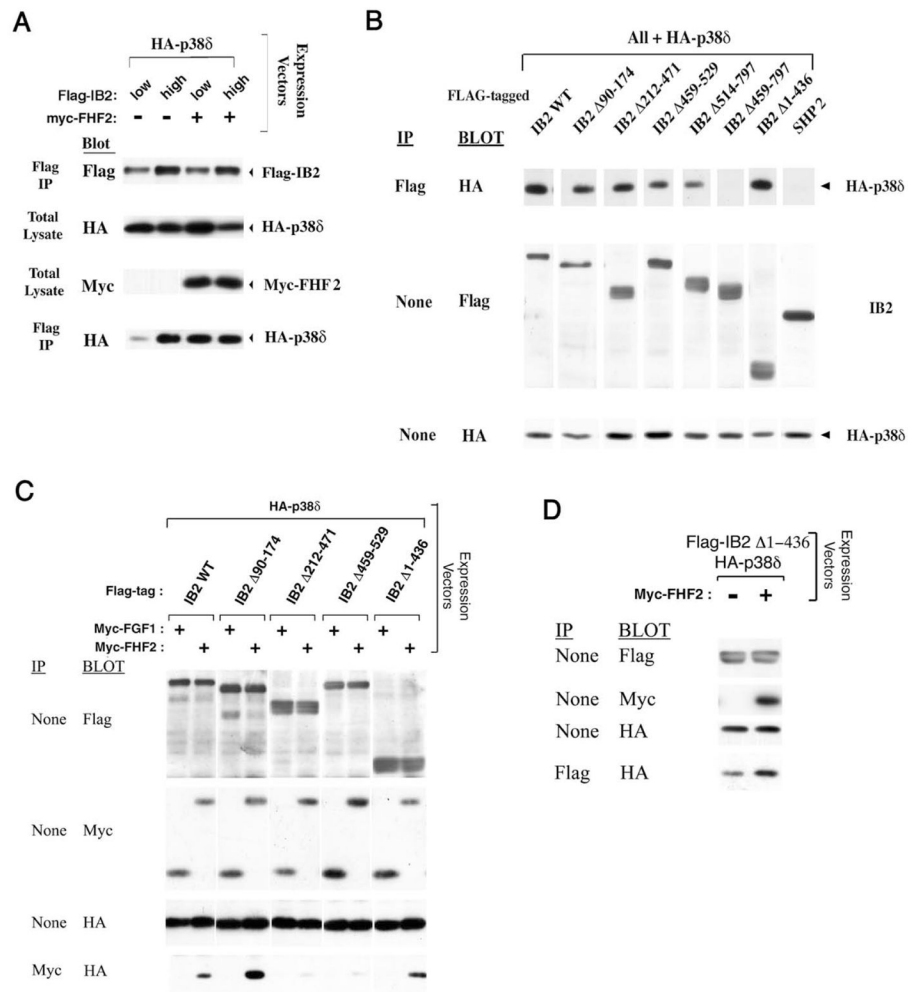 A
HA-p38δ
Flag-IB2: low high low high
myc-FHF2: - - + +
Expression
Vectors
Blot
Flag IP Flag Flag-IB2
Total Lysate HA HA-p38δ
Total Lysate Myc Myc-FHF2
Flag IP HA HA-p38δ
B
All + HA-p38δ
FLAG-tagged IB2 WT IB2 Δ90-174 IB2 Δ212-471 IB2 Δ459-529 IB2 Δ514-797 IB2 Δ459-797 IB2 Δ1-436 SHP2
IP BLOT
Flag HA HA-p38δ
None Flag IB2
None HA HA-p38δ
C
HA-p38δ
Flag-tag : IB2 WT IB2 Δ90-174 IB2 Δ212-471 IB2 Δ459-529 IB2 Δ1-436
Expression
Vectors
Myc-FGF1 : + + + + +
Myc-FHF2 : + + + + +
IP BLOT
None Flag
None Myc
None HA
Myc HA
D
Flag-IB2 Δ1-436
HA-p38δ
Myc-FHF2 : - +
Expression
Vectors
IP BLOT
None Flag
None Myc
None HA
Flag HA